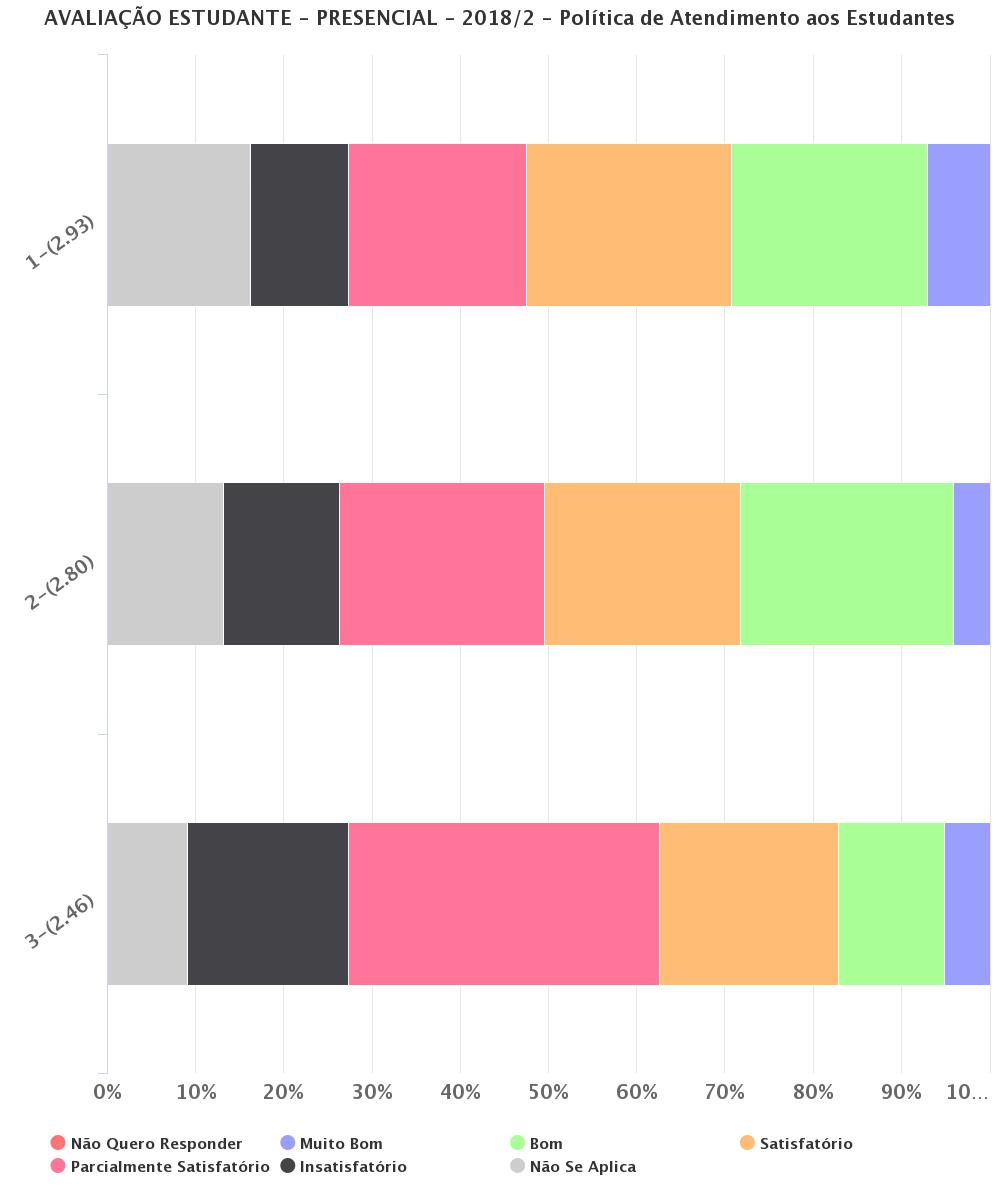 AVALIAÇÃO ESTUDANTE - PRESENCIAL - 2018/2 - Política de Atendimento aos Estudantes
1-(2.93)
2-(2.80)
3-(2.46)
0% 10% 20% 30% 40% 50% 60% 70% 80% 90% 10...
Não Quero Responder Muito Bom Bom Satisfatório
Parcialmente Satisfatório Insatisfatório Não Se Aplica